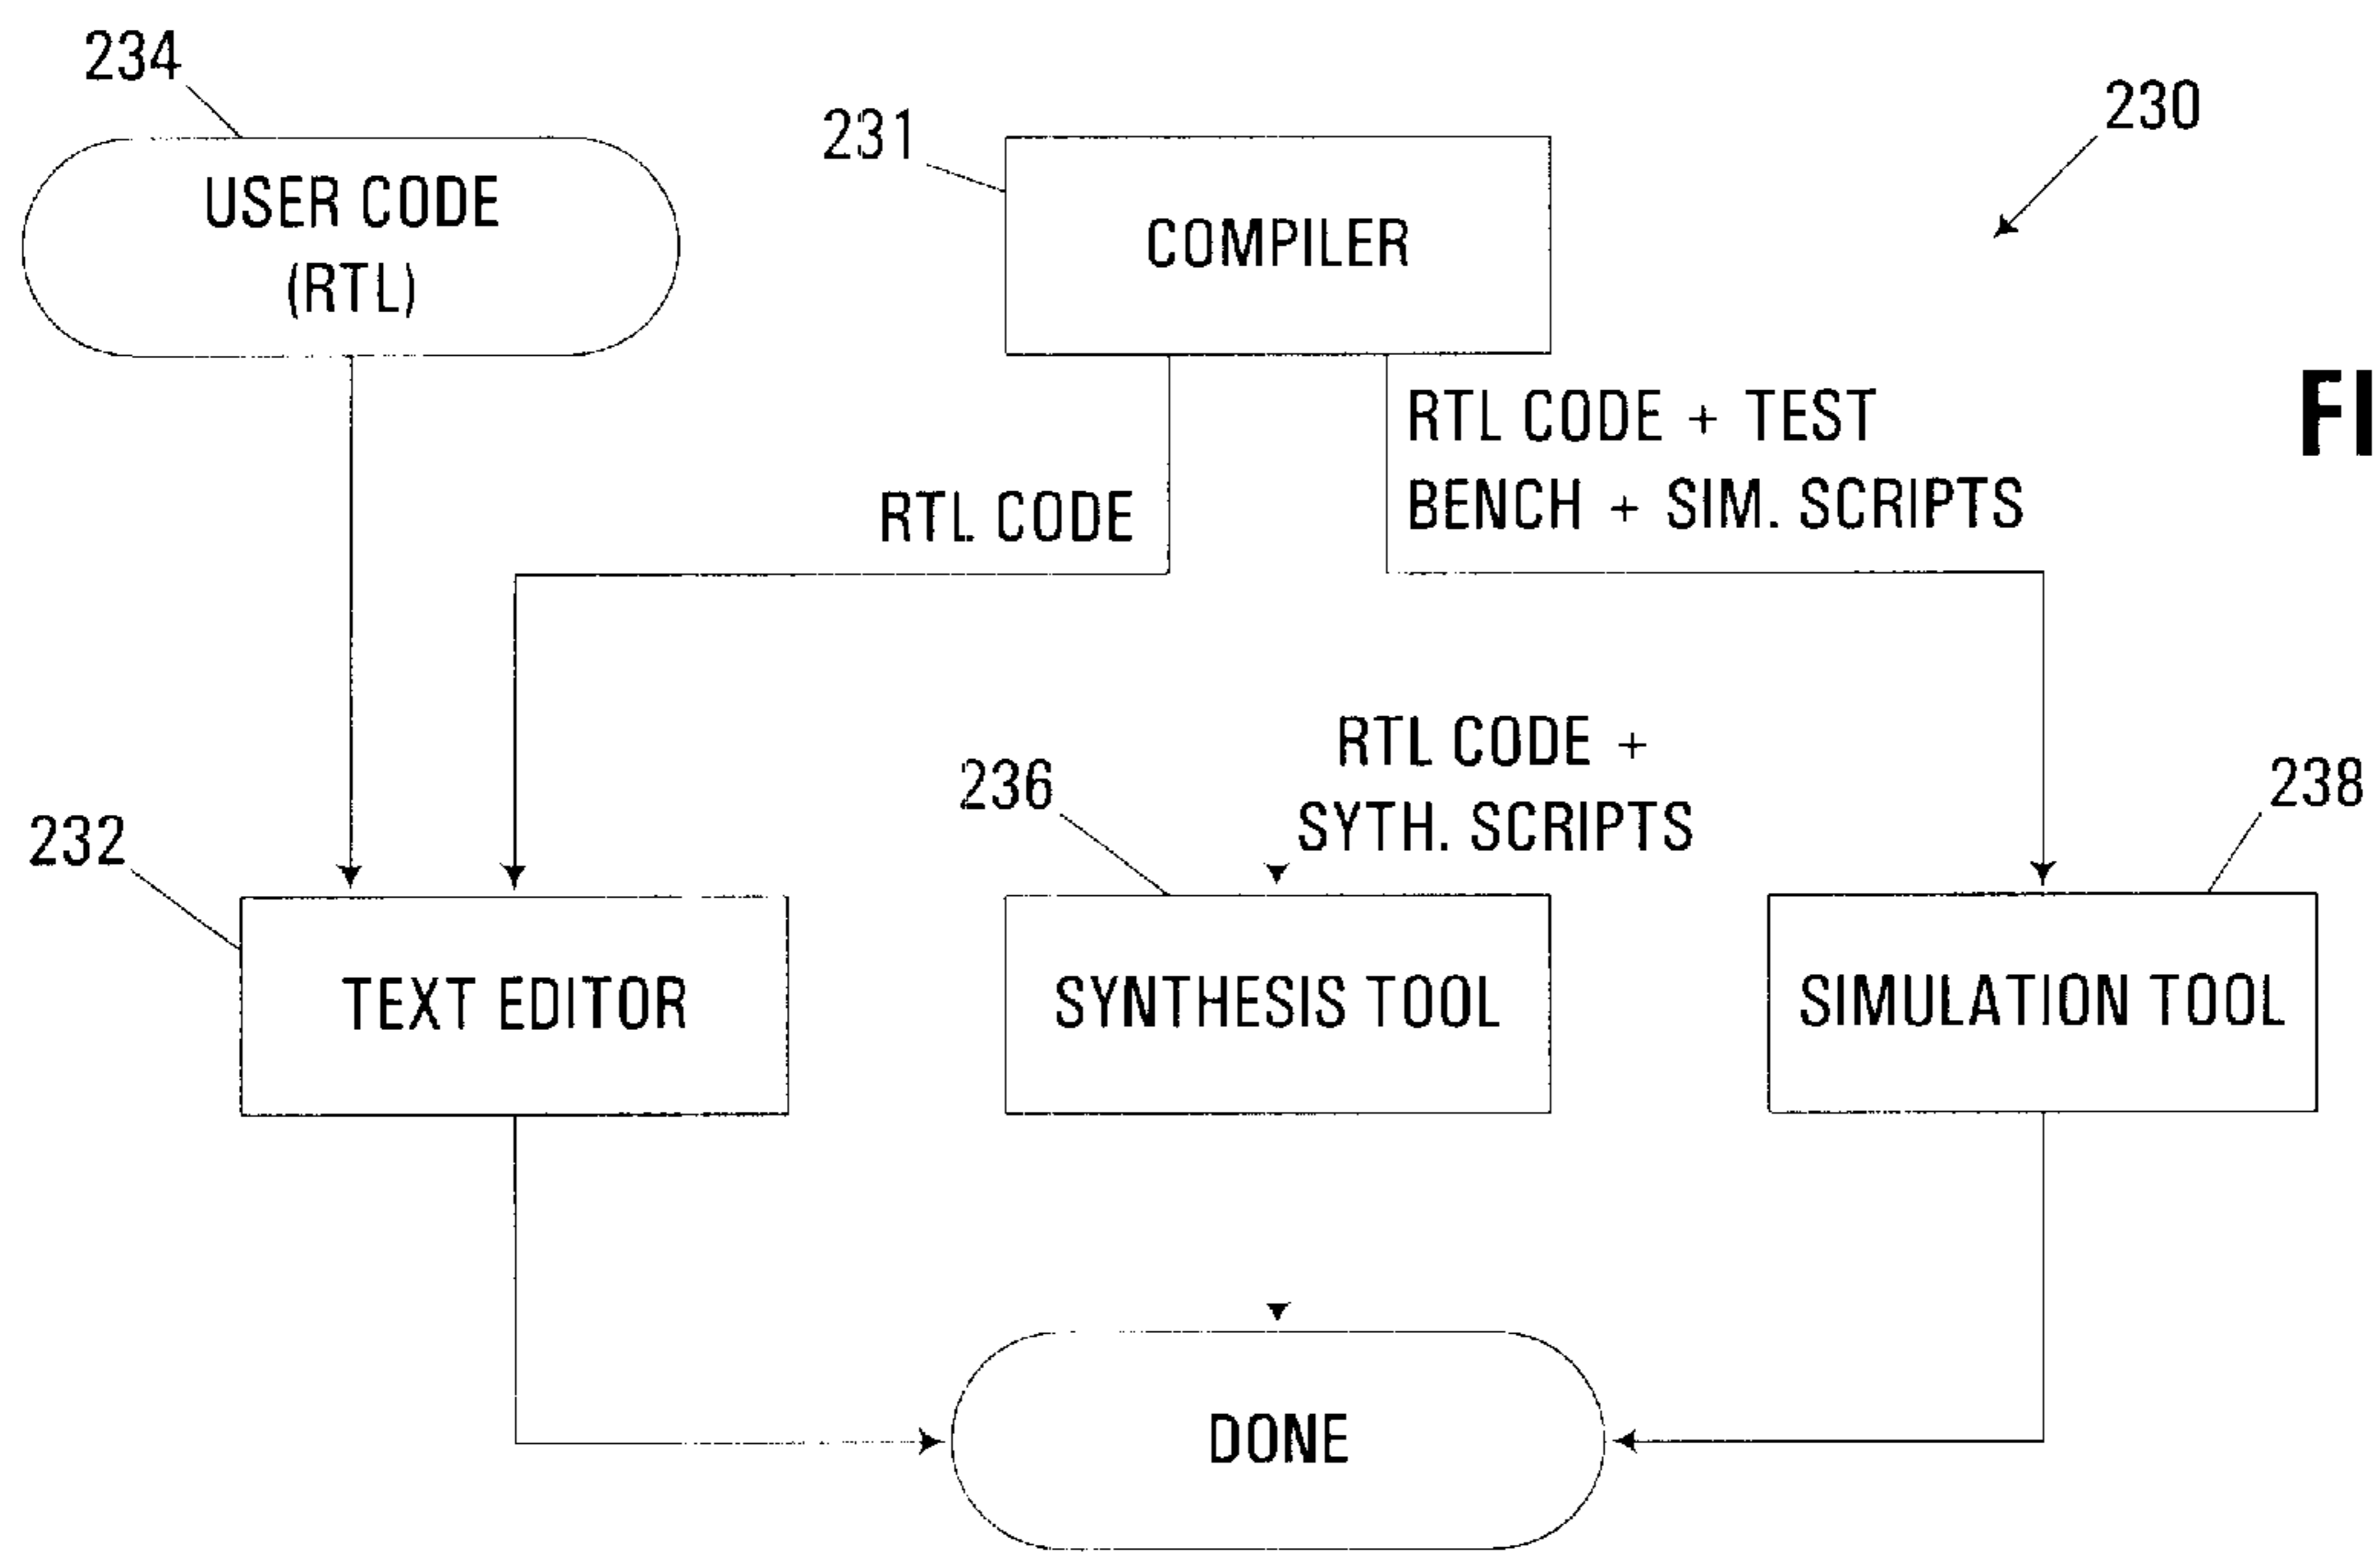 234
231
230
USER CODE
(RTL)
COMPILER
RTL CODE + TEST
BENCH + SIM. SCRIPTS
FI
RTL CODE
RTL CODE +
SYTH. SCRIPTS
236
238
232
TEXT EDITOR
SYNTHESIS TOOL
SIMULATION TOOL
DONE